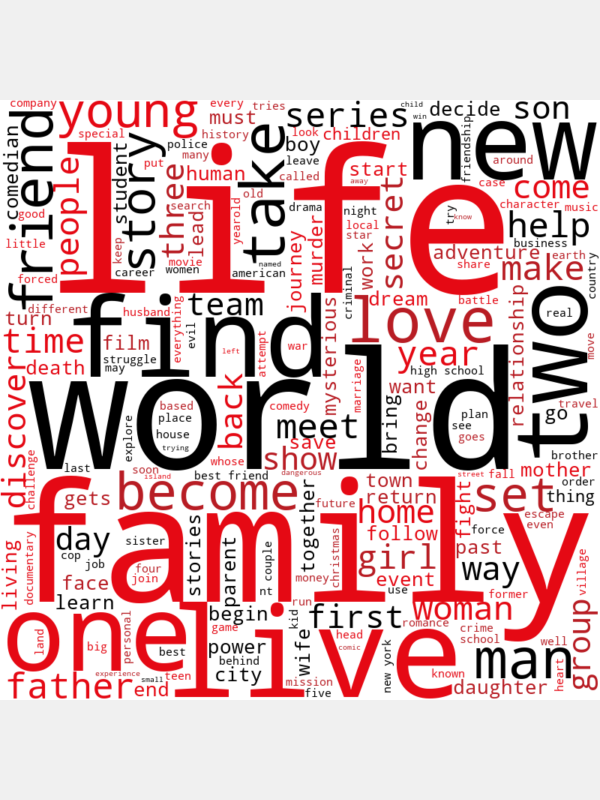 company
every
tries
child
win
decide
son
young
special
must
series
new
friend
comedian
history
look
children
friendship
life
people
student
story
police
many
put
three
human
take
boy
leave
called
away
start
secret
around
case
come
character
music
try
know
help
business
good
little
forced
keep
career
search
lead
movie
women
yearold
old
american
named
drama
night
local
star
journey
murder
work
criminal
adventure
earth
share
make
country
different
turn
time
film
death
struggle
may
husband
everything
evil
find
team
left
attempt
war
mysterious
dream
love
battle
year
high school
relationship
two
real
move
discover
world
based
place
house
trying
explore
back
comedy
meet
marriage
bring
want
change
plan
see
goes
go
travel
brother
challenge
last
soon
island
whose
save
show
dangerous
best friend
become
gets
town
return
street
fall
mother
order
thing
set
family
future
home
fight
force
escape
even
day
cop
job
sister
four
join
stories
parent
couple
nt
together
money
christmas
follow
girl
event
use
past
way
former
village
living
documentary
face
learn
one
land
big
personal
best
experience
small
teen
begin
game
power
behind
city
run
kid
wife
first
head
comic
mission
five
live
new york
romance
woman
crime
school
known
man
well
heart
group
father
end
daughter